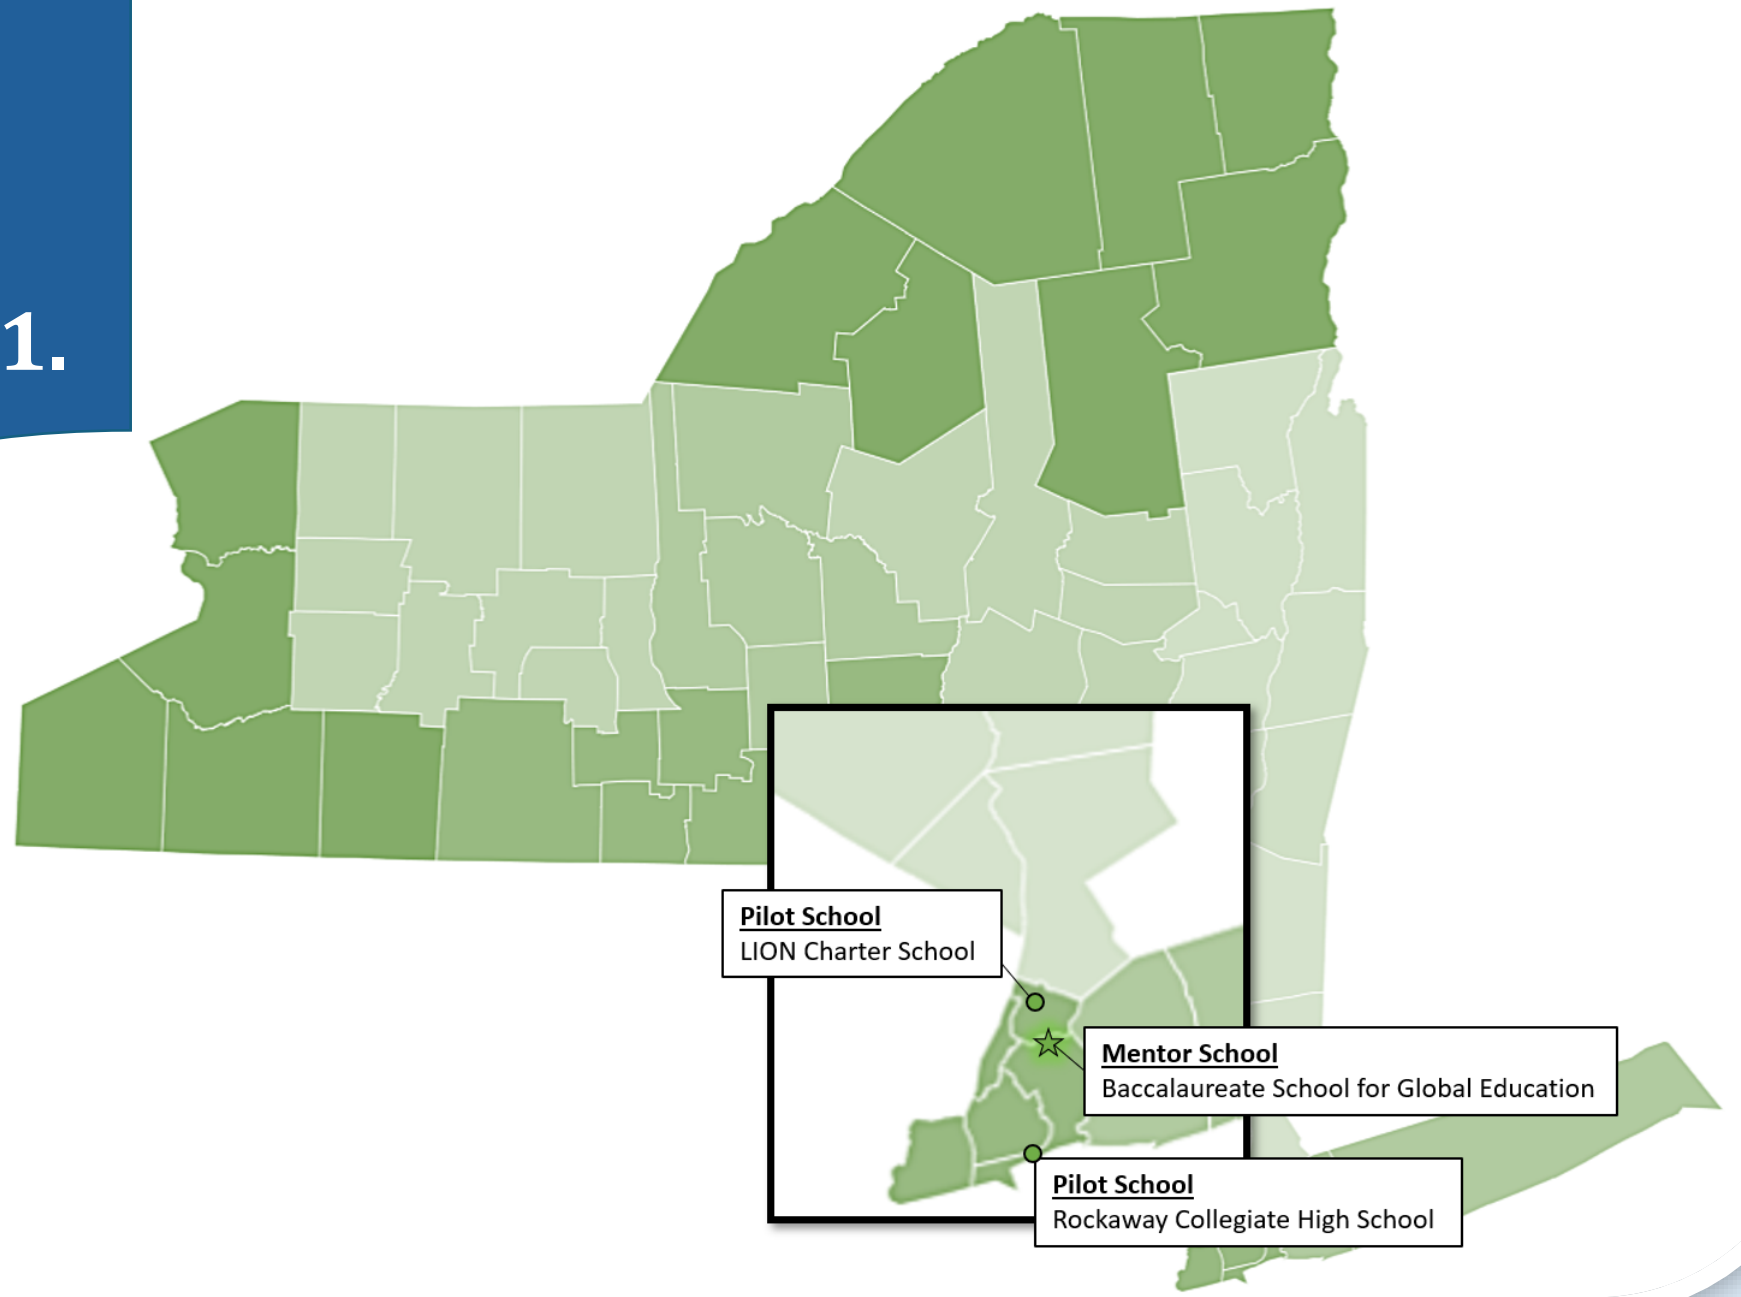 1.
Pilot School
LION Charter School
Mentor School
Baccalaureate School for Global Education
Pilot School
Rockaway Collegiate High School